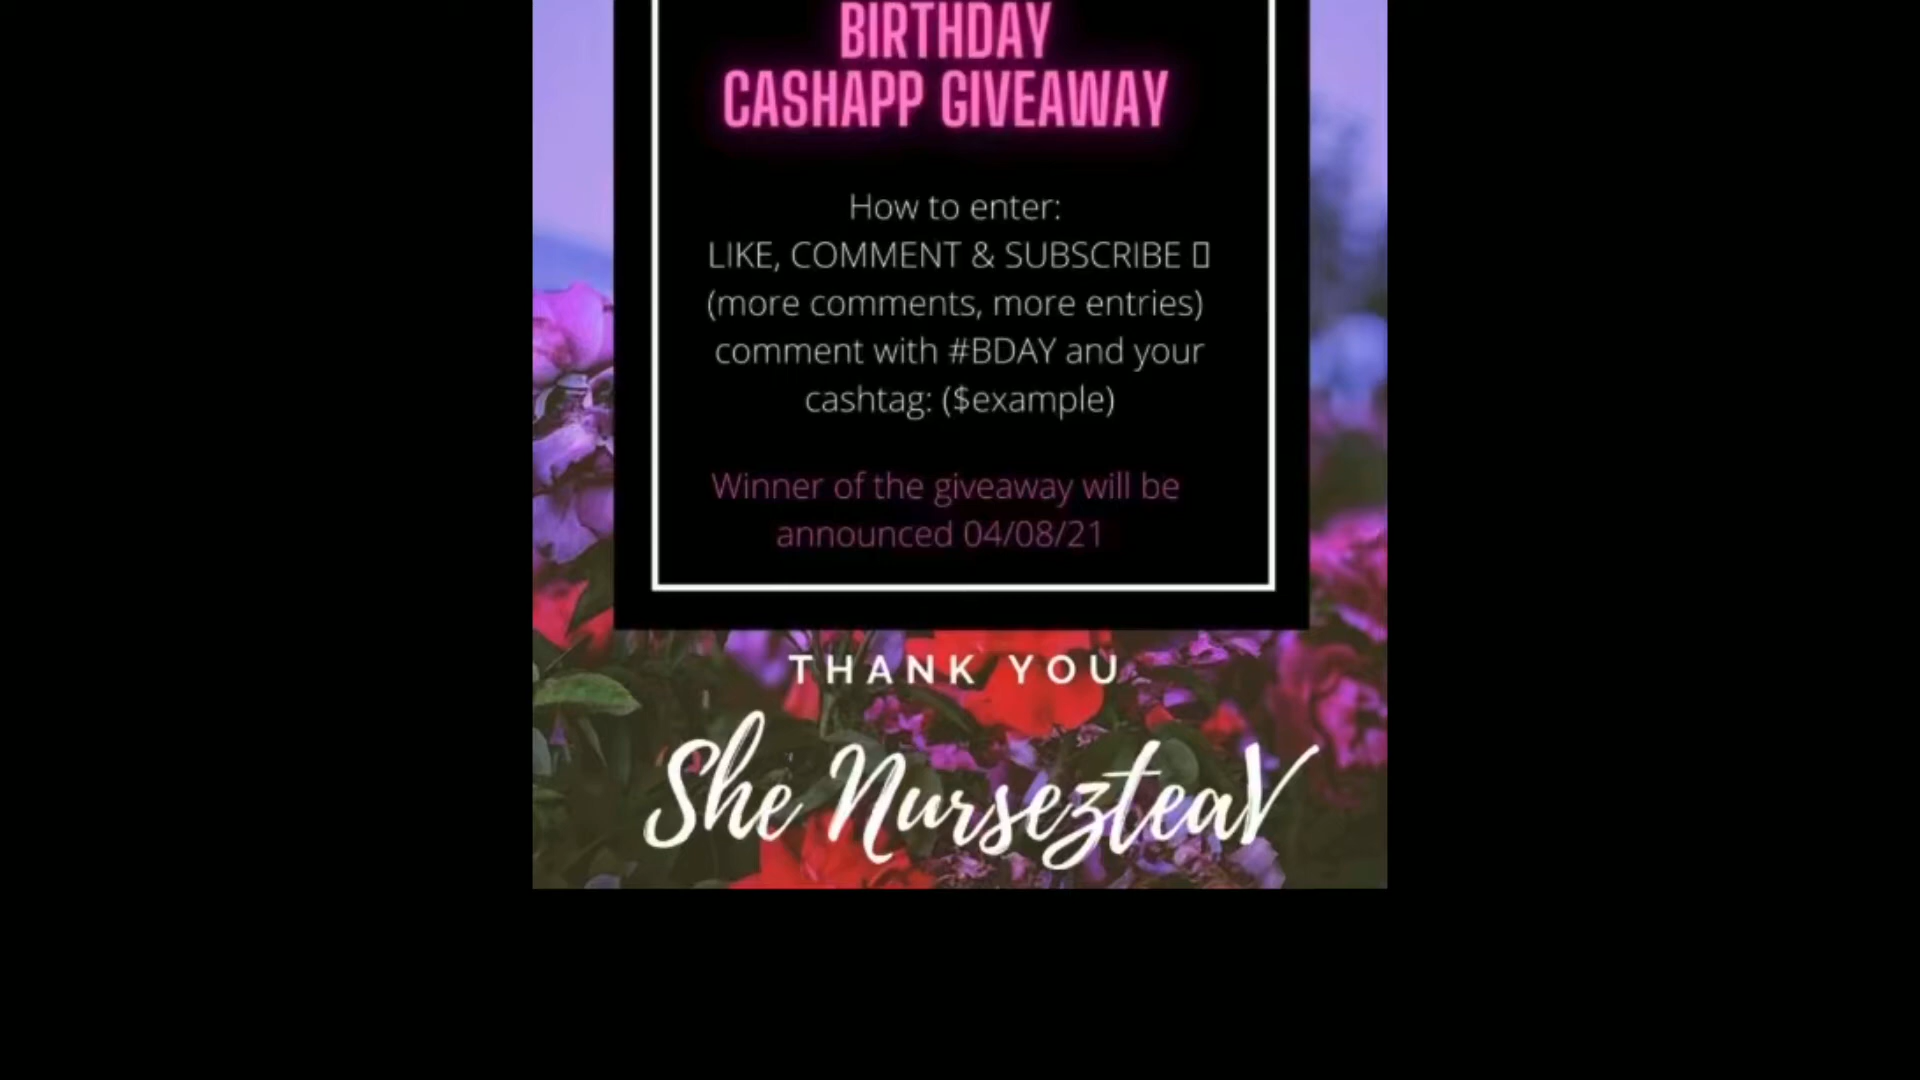 BIRTHDAY
CASHAPP GIVEAWAY
How to enter:
LIKE, COMMENT & SUBSCRIBE
(more comments, more entries)
comment with #BDAY and your
cashtag: ($example)
Winner of the giveaway will be
announced 04/08/21
THANK YOU
She NursezteaV